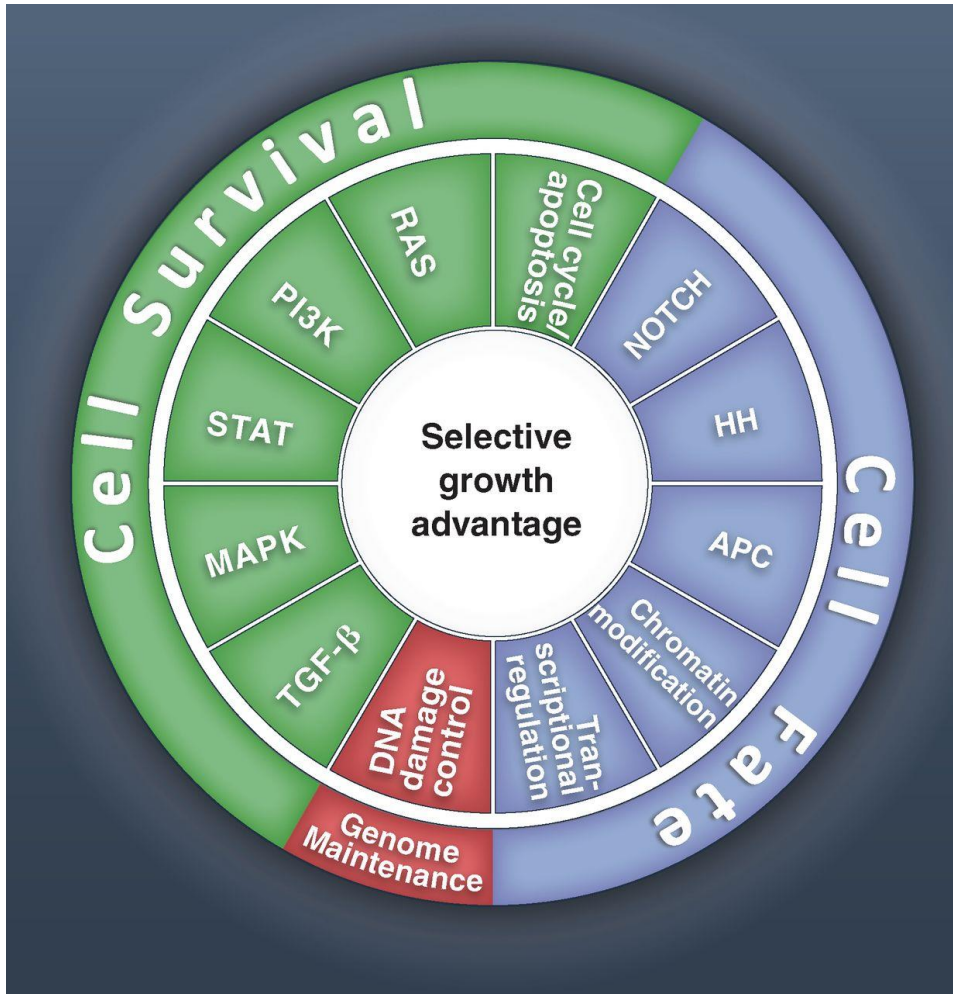 Cell Survival
Cell Fate
Genome
Maintenance
Cell cycle/
apoptosis
NOTCH
HH
APC
Chromatin
modification
Tran-
scriptional
regulation
DNA
damage
control
TGF-β
MAPK
STAT
PI3K
RAS
Selective
growth
advantage